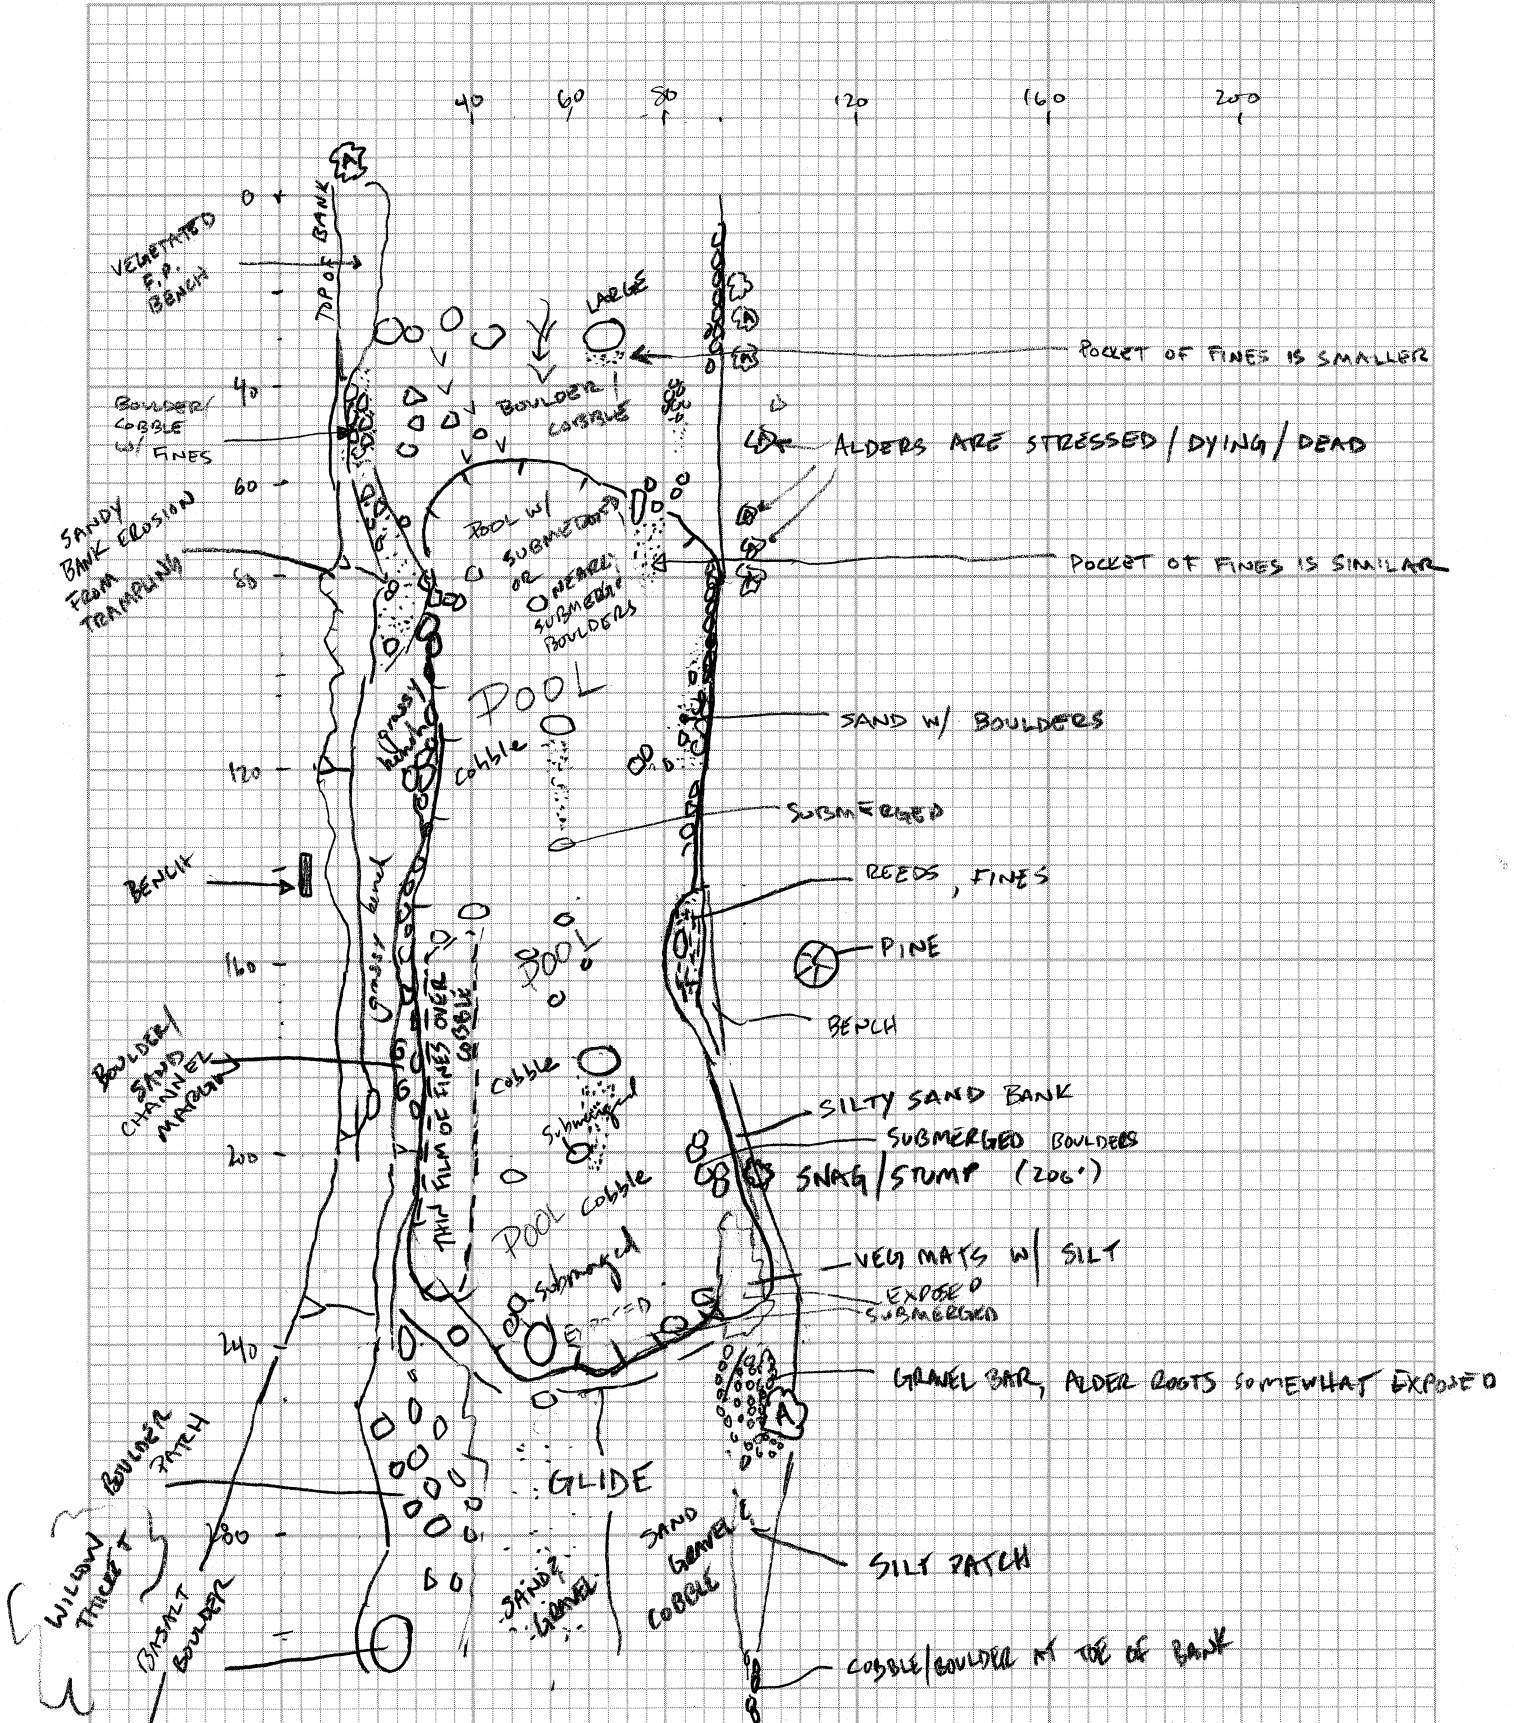 40 60 80 120 160 200
A
0
TOP OF BANK
VEGETATED
F.P.
BENCH
LARGE
A
A
POCKET OF FINES IS SMALLER
40
BOULDER/
COBBLE
BOULDER/
COBBLE
W/ FINES
ALDERS ARE STRESSED/DYING/DEAD
60
SANDY
BANK EROSION
FROM
TRAMPLING
POOL W/
SUBMERGED
OR
NEARLY
SUBMERG.
BOULDERS
A
POCKET OF FINES IS SIMILAR
80
POOL
grassy
bench
SAND W/ BOULDERS
cobble
120
SUBMERGED
BENCH
grassy bench
REEDS, FINES
POOL
PINE
160
THIN FILM OF FINES OVER
COBBLE
BENCH
BOULDER/
SAND
CHANNEL
MARGIN
cobble
Submerged
SILTY SAND BANK
SUBMERGED BOULDERS
200
SNAG/STUMP (206')
cobble
POOL
VEG MATS W/ SILT
Submerged
EXPOSED
EXPOSED
SUBMERGED
240
GRAVEL BAR, ALDER ROOTS SOMEWHAT EXPOSED
A
BOULDER
PATCH
GLIDE
280
SAND
GRAVEL
COBBLE
SILT PATCH
WILLOW
THICKET
SAND &
GRAVEL
BASALT
BOULDER
COBBLE/BOULDER AT TOE OF BANK